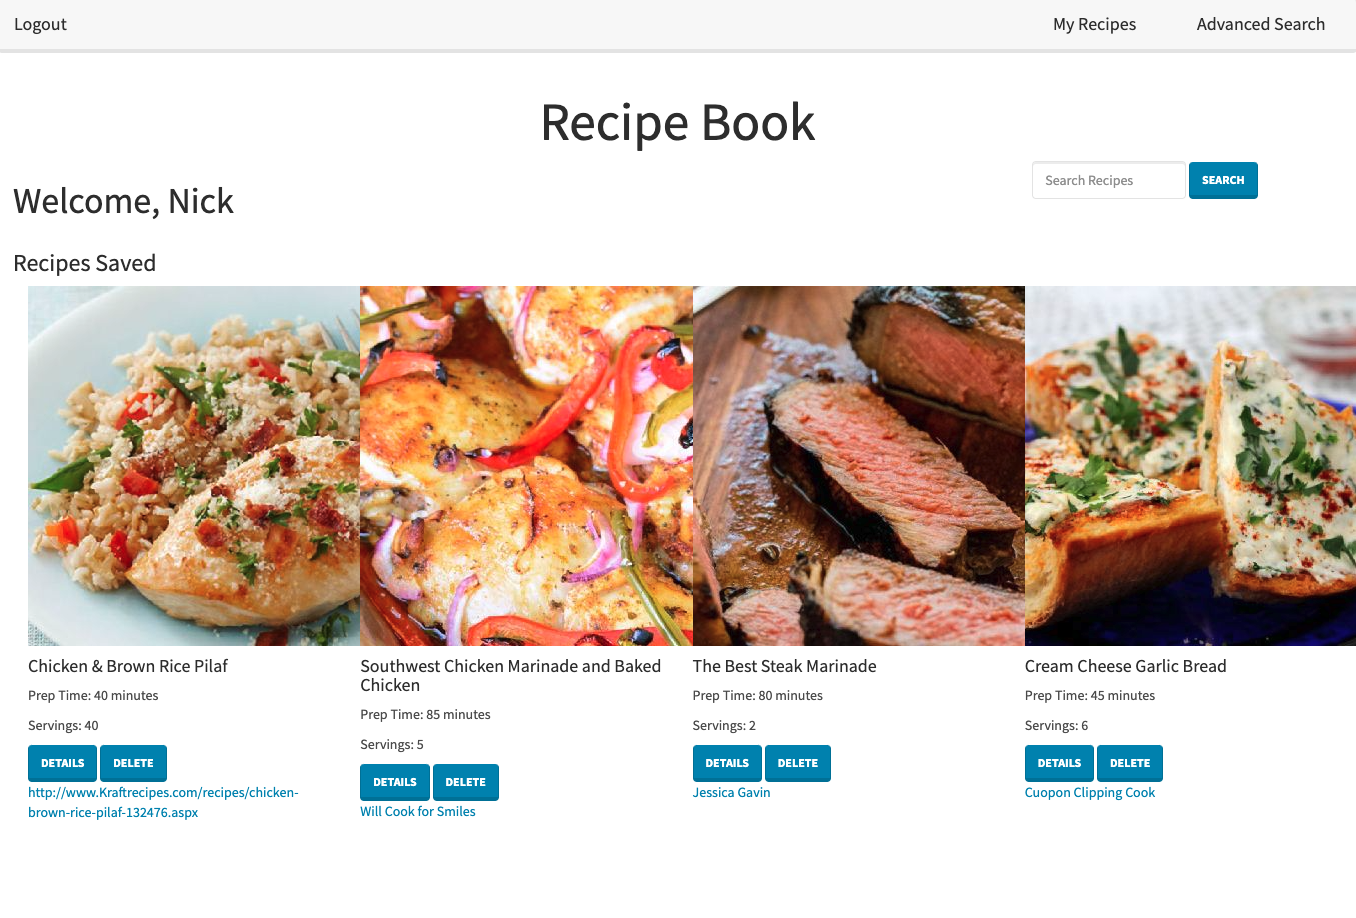 Logout
My Recipes
Advanced Search
Recipe Book
Search Recipes
SEARCH
Welcome, Nick
Recipes Saved
Chicken & Brown Rice Pilaf
Prep Time: 40 minutes
Servings: 40
DETAILS
DELETE
http://www.Kraftrecipes.com/recipes/chicken-
brown-rice-pilaf-132476.aspx
Southwest Chicken Marinade and Baked
Chicken
Prep Time: 85 minutes
Servings: 5
DETAILS
DELETE
Will Cook for Smiles
The Best Steak Marinade
Prep Time: 80 minutes
Servings: 2
DETAILS
DELETE
Jessica Gavin
Cream Cheese Garlic Bread
Prep Time: 45 minutes
Servings: 6
DETAILS
DELETE
Cuopon Clipping Cook